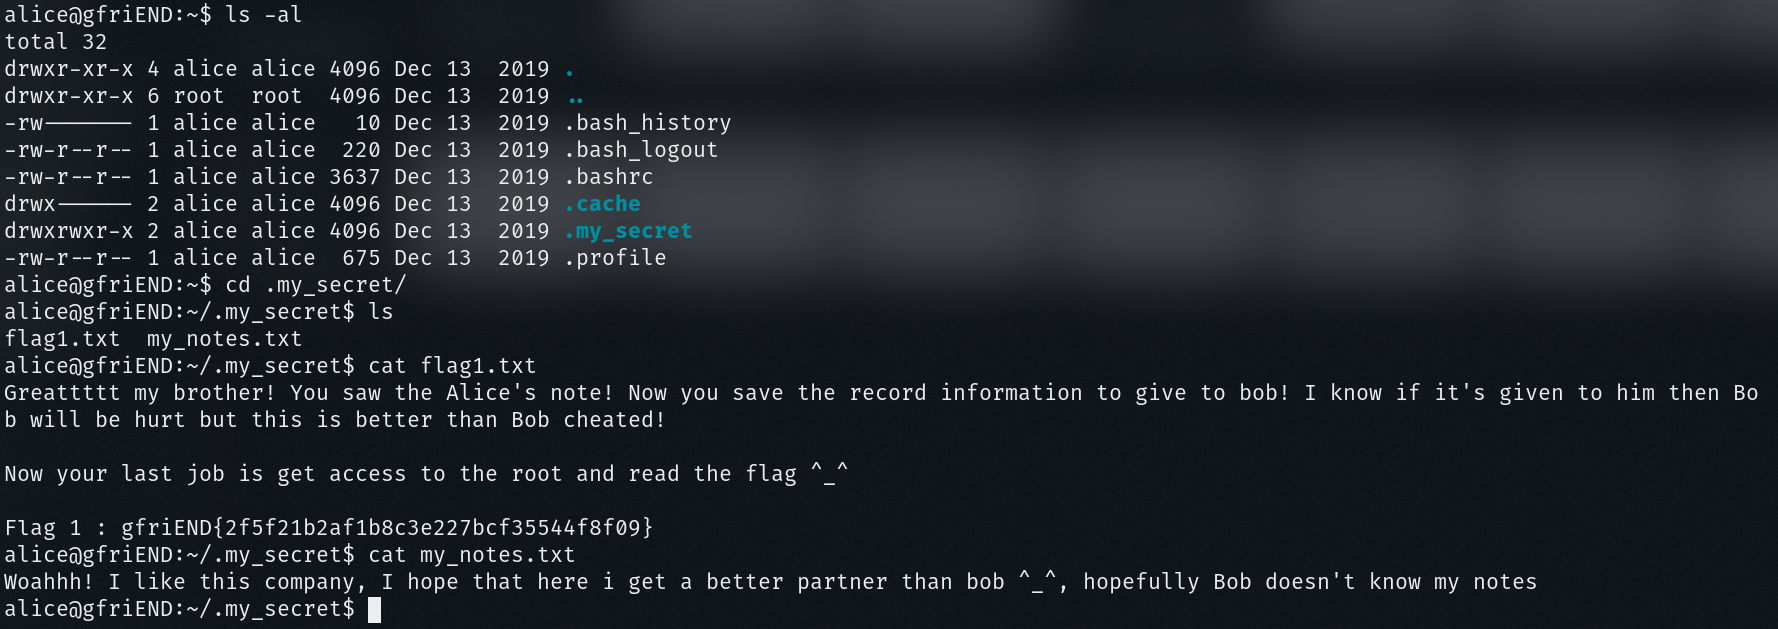 alice@gfriEND:~$ ls -al
total 32
drwxr-xr-x 4 alice alice 4096 Dec 13  2019 .
drwxr-xr-x 6 root  root  4096 Dec 13  2019 ..
-rw------- 1 alice alice   10 Dec 13  2019 .bash_history
-rw-r--r-- 1 alice alice  220 Dec 13  2019 .bash_logout
-rw-r--r-- 1 alice alice 3637 Dec 13  2019 .bashrc
drwx------ 2 alice alice 4096 Dec 13  2019 .cache
drwxrwxr-x 2 alice alice 4096 Dec 13  2019 .my_secret
-rw-r--r-- 1 alice alice  675 Dec 13  2019 .profile
alice@gfriEND:~$ cd .my_secret/
alice@gfriEND:~/.my_secret$ ls
flag1.txt  my_notes.txt
alice@gfriEND:~/.my_secret$ cat flag1.txt
Greattttt my brother! You saw the Alice's note! Now you save the record information to give to bob! I know if it's given to him then Bo
b will be hurt but this is better than Bob cheated!
Now your last job is get access to the root and read the flag ^_^
Flag 1 : gfriEND{2f5f21b2af1b8c3e227bcf35544f8f09}
alice@gfriEND:~/.my_secret$ cat my_notes.txt
Woahhh! I like this company, I hope that here i get a better partner than bob ^_^, hopefully Bob doesn't know my notes
alice@gfriEND:~/.my_secret$